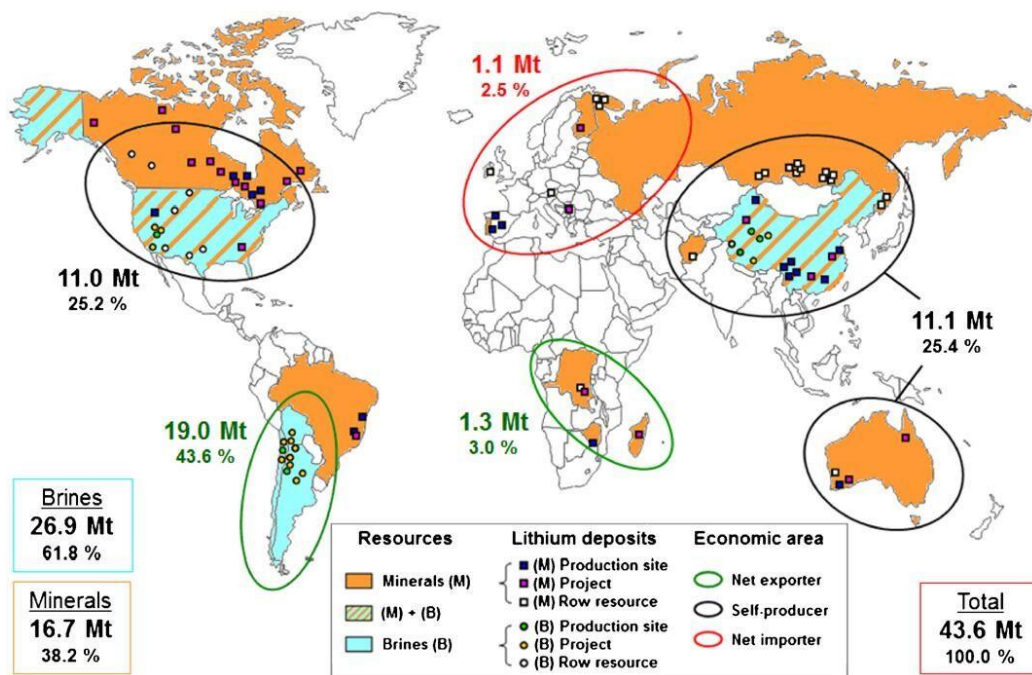 1.1 Mt
2.5 %
11.0 Mt
25.2 %
11.1 Mt
25.4 %
19.0 Mt
43.6 %
1.3 Mt
3.0 %
Brines
26.9 Mt
61.8 %
Minerals
16.7 Mt
38.2 %
Resources
Minerals (M)
(M) + (B)
Brines (B)
Lithium deposits
(M) Production site
(M) Project
(M) Row resource
(B) Production site
(B) Project
(B) Row resource
Economic area
Net exporter
Self-producer
Net importer
Total
43.6 Mt
100.0 %